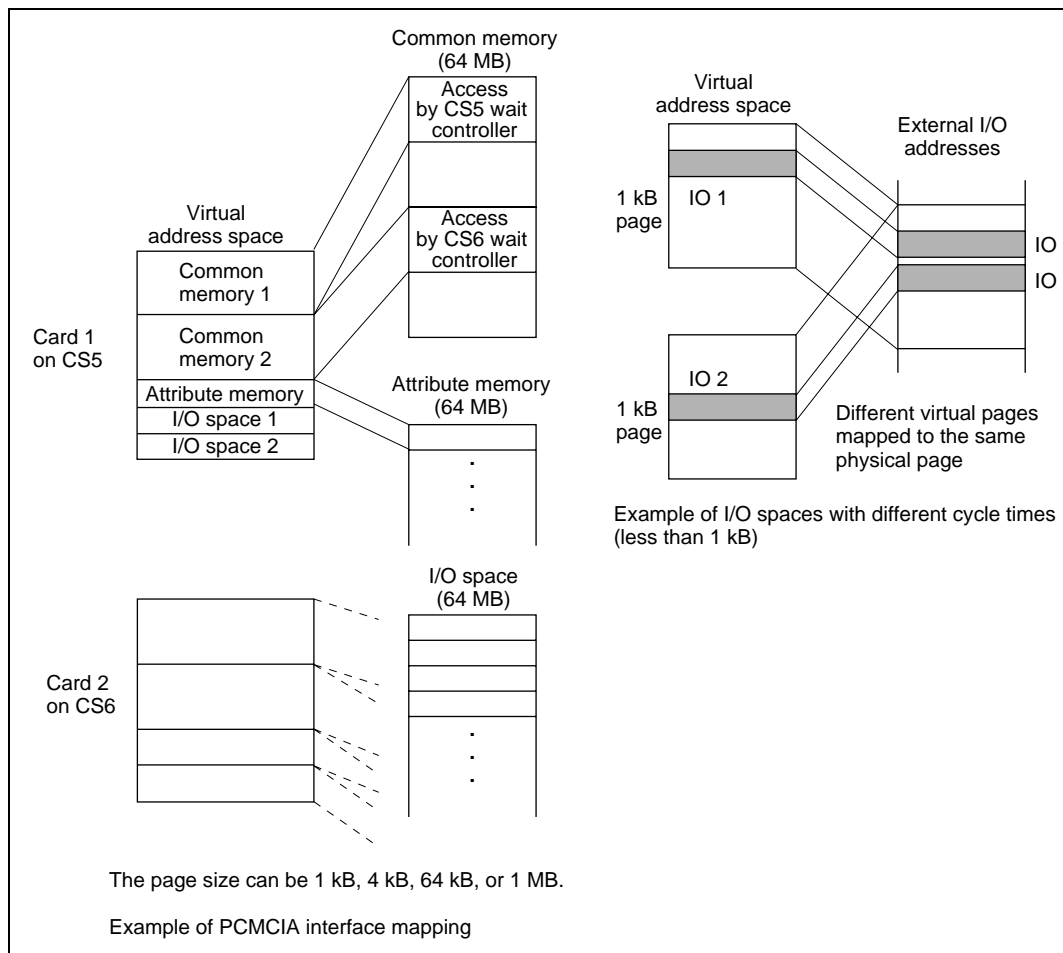 Common memory
(64 MB)
Access
by CS5 wait
controller
Access
by CS6 wait
controller
Virtual
address space
Common
memory 1
Common
memory 2
Attribute memory
I/O space 1
I/O space 2
Card 1
on CS5
Attribute memory
(64 MB)
·
·
·
I/O space
(64 MB)
·
·
·
Card 2
on CS6
Virtual
address space
External I/O
addresses
1 kB
page
IO 1
IO
IO
IO 2
1 kB
page
Different virtual pages
mapped to the same
physical page
Example of I/O spaces with different cycle times
(less than 1 kB)
The page size can be 1 kB, 4 kB, 64 kB, or 1 MB.
Example of PCMCIA interface mapping